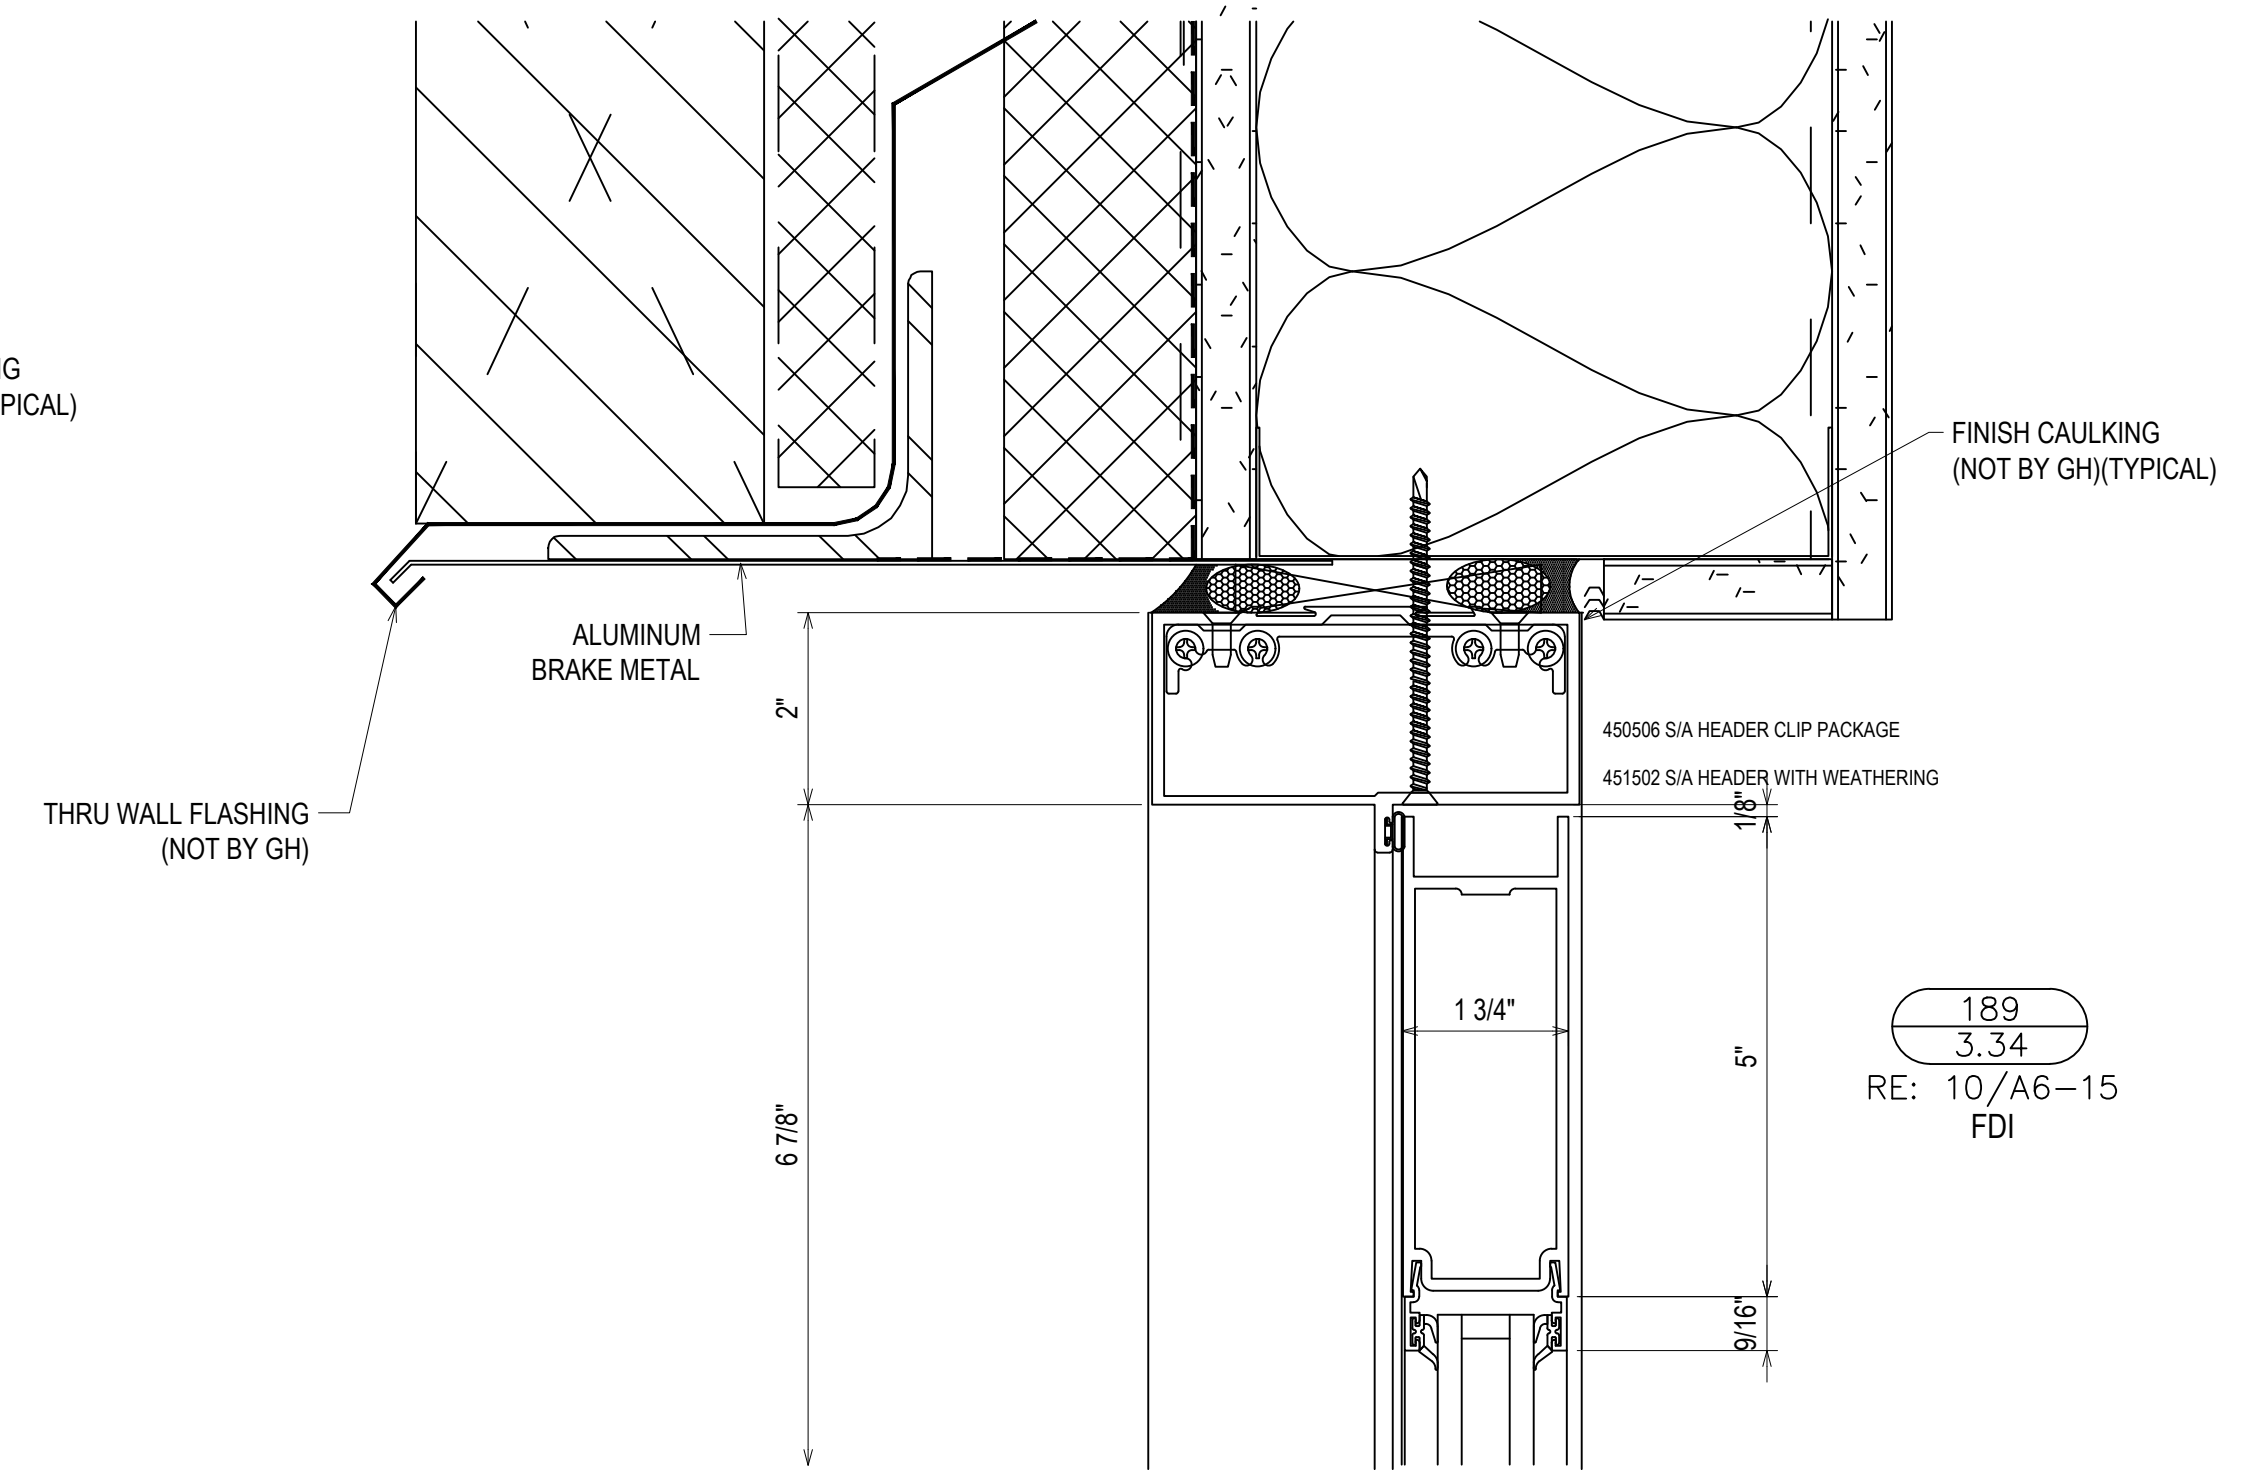 NG
PICAL)
FINISH CAULKING
(NOT BY GH)(TYPICAL)
ALUMINUM
BRAKE METAL
2"
450506 S/A HEADER CLIP PACKAGE
451502 S/A HEADER WITH WEATHERING
1/8"
THRU WALL FLASHING
(NOT BY GH)
1 3/4"
5"
6 7/8"
189
3.34
RE: 10/A6-15
FDI
9/16"